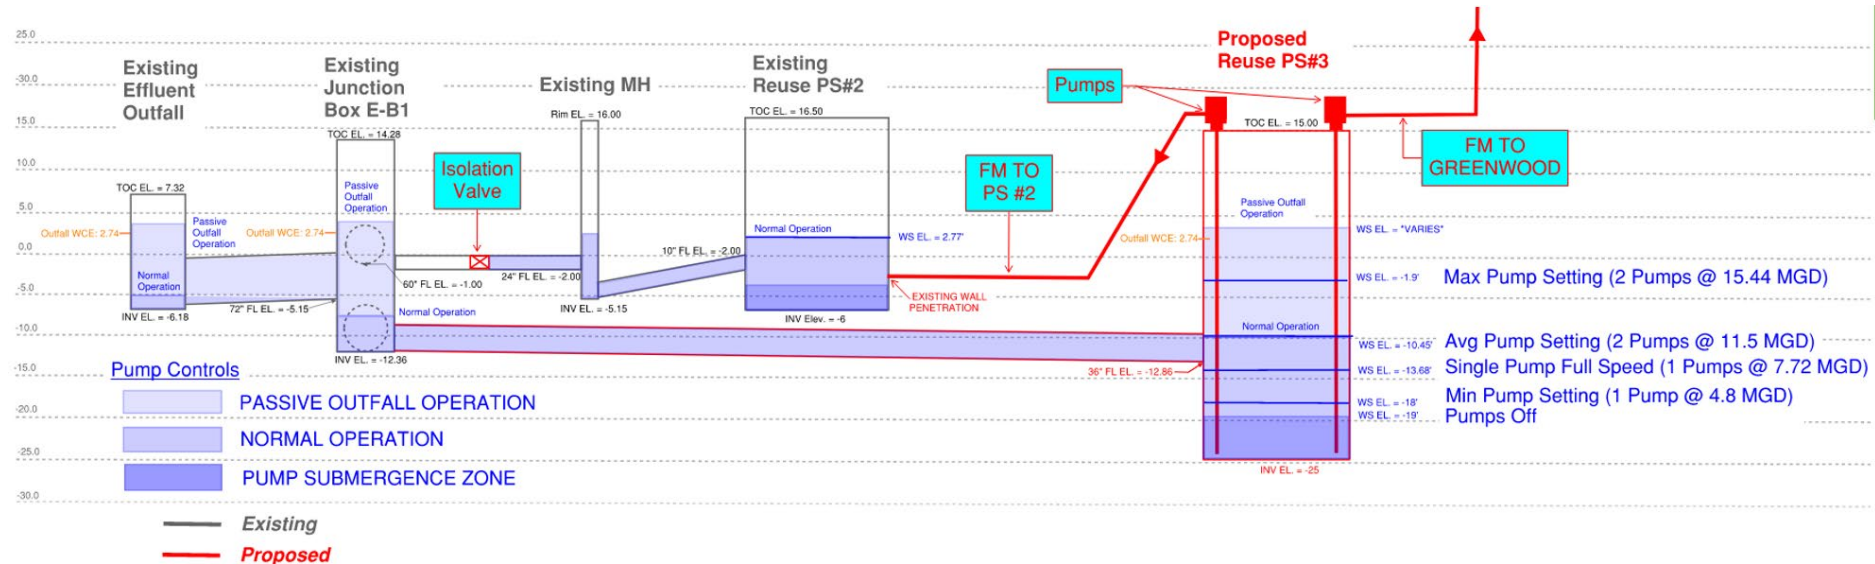 25.0
-30.0
15.0
10.0
5.0
0.0
-5.0
-10.0
-15.0
-20.0
-25.0
-30.0
Existing
Effluent
Outfall
TOC EL. = 7.32
Outfall WCE: 2.74
Passive
Outfall
Operation
Normal
Operation
INV EL. = -6.18
72" FL EL. = -5.15
Existing
Junction
Box E-B1
TOC EL. = 14.28
Passive
Outfall
Operation
Outfall WCE: 2.74
60" FL EL. = -1.00
Normal Operation
INV EL. = -12.36
Isolation
Valve
24" FL EL. = -2.00
Existing MH
Rim EL. = 16.00
INV EL. = -5.15
10" FL EL. = -2.00
Existing
Reuse PS#2
TOC EL. = 16.50
Normal Operation
WS EL. = 2.77'
INV Elev. = -6
EXISTING WALL
PENETRATION
FM TO
PS #2
Pumps
Proposed
Reuse PS#3
TOC EL. = 15.00
FM TO
GREENWOOD
Passive Outfall
Operation
Outfall WCE: 2.74
WS EL. = "VARIES"
WS EL. = -1.9'
Max Pump Setting (2 Pumps @ 15.44 MGD)
Normal Operation
WS EL. = -10.45'
Avg Pump Setting (2 Pumps @ 11.5 MGD)
36" FL EL. = -12.86
WS EL. = -13.68'
Single Pump Full Speed (1 Pumps @ 7.72 MGD)
WS EL. = -18'
Min Pump Setting (1 Pump @ 4.8 MGD)
WS EL. = -19'
Pumps Off
INV EL. = -25
Pump Controls
PASSIVE OUTFALL OPERATION
NORMAL OPERATION
PUMP SUBMERGENCE ZONE
Existing
Proposed